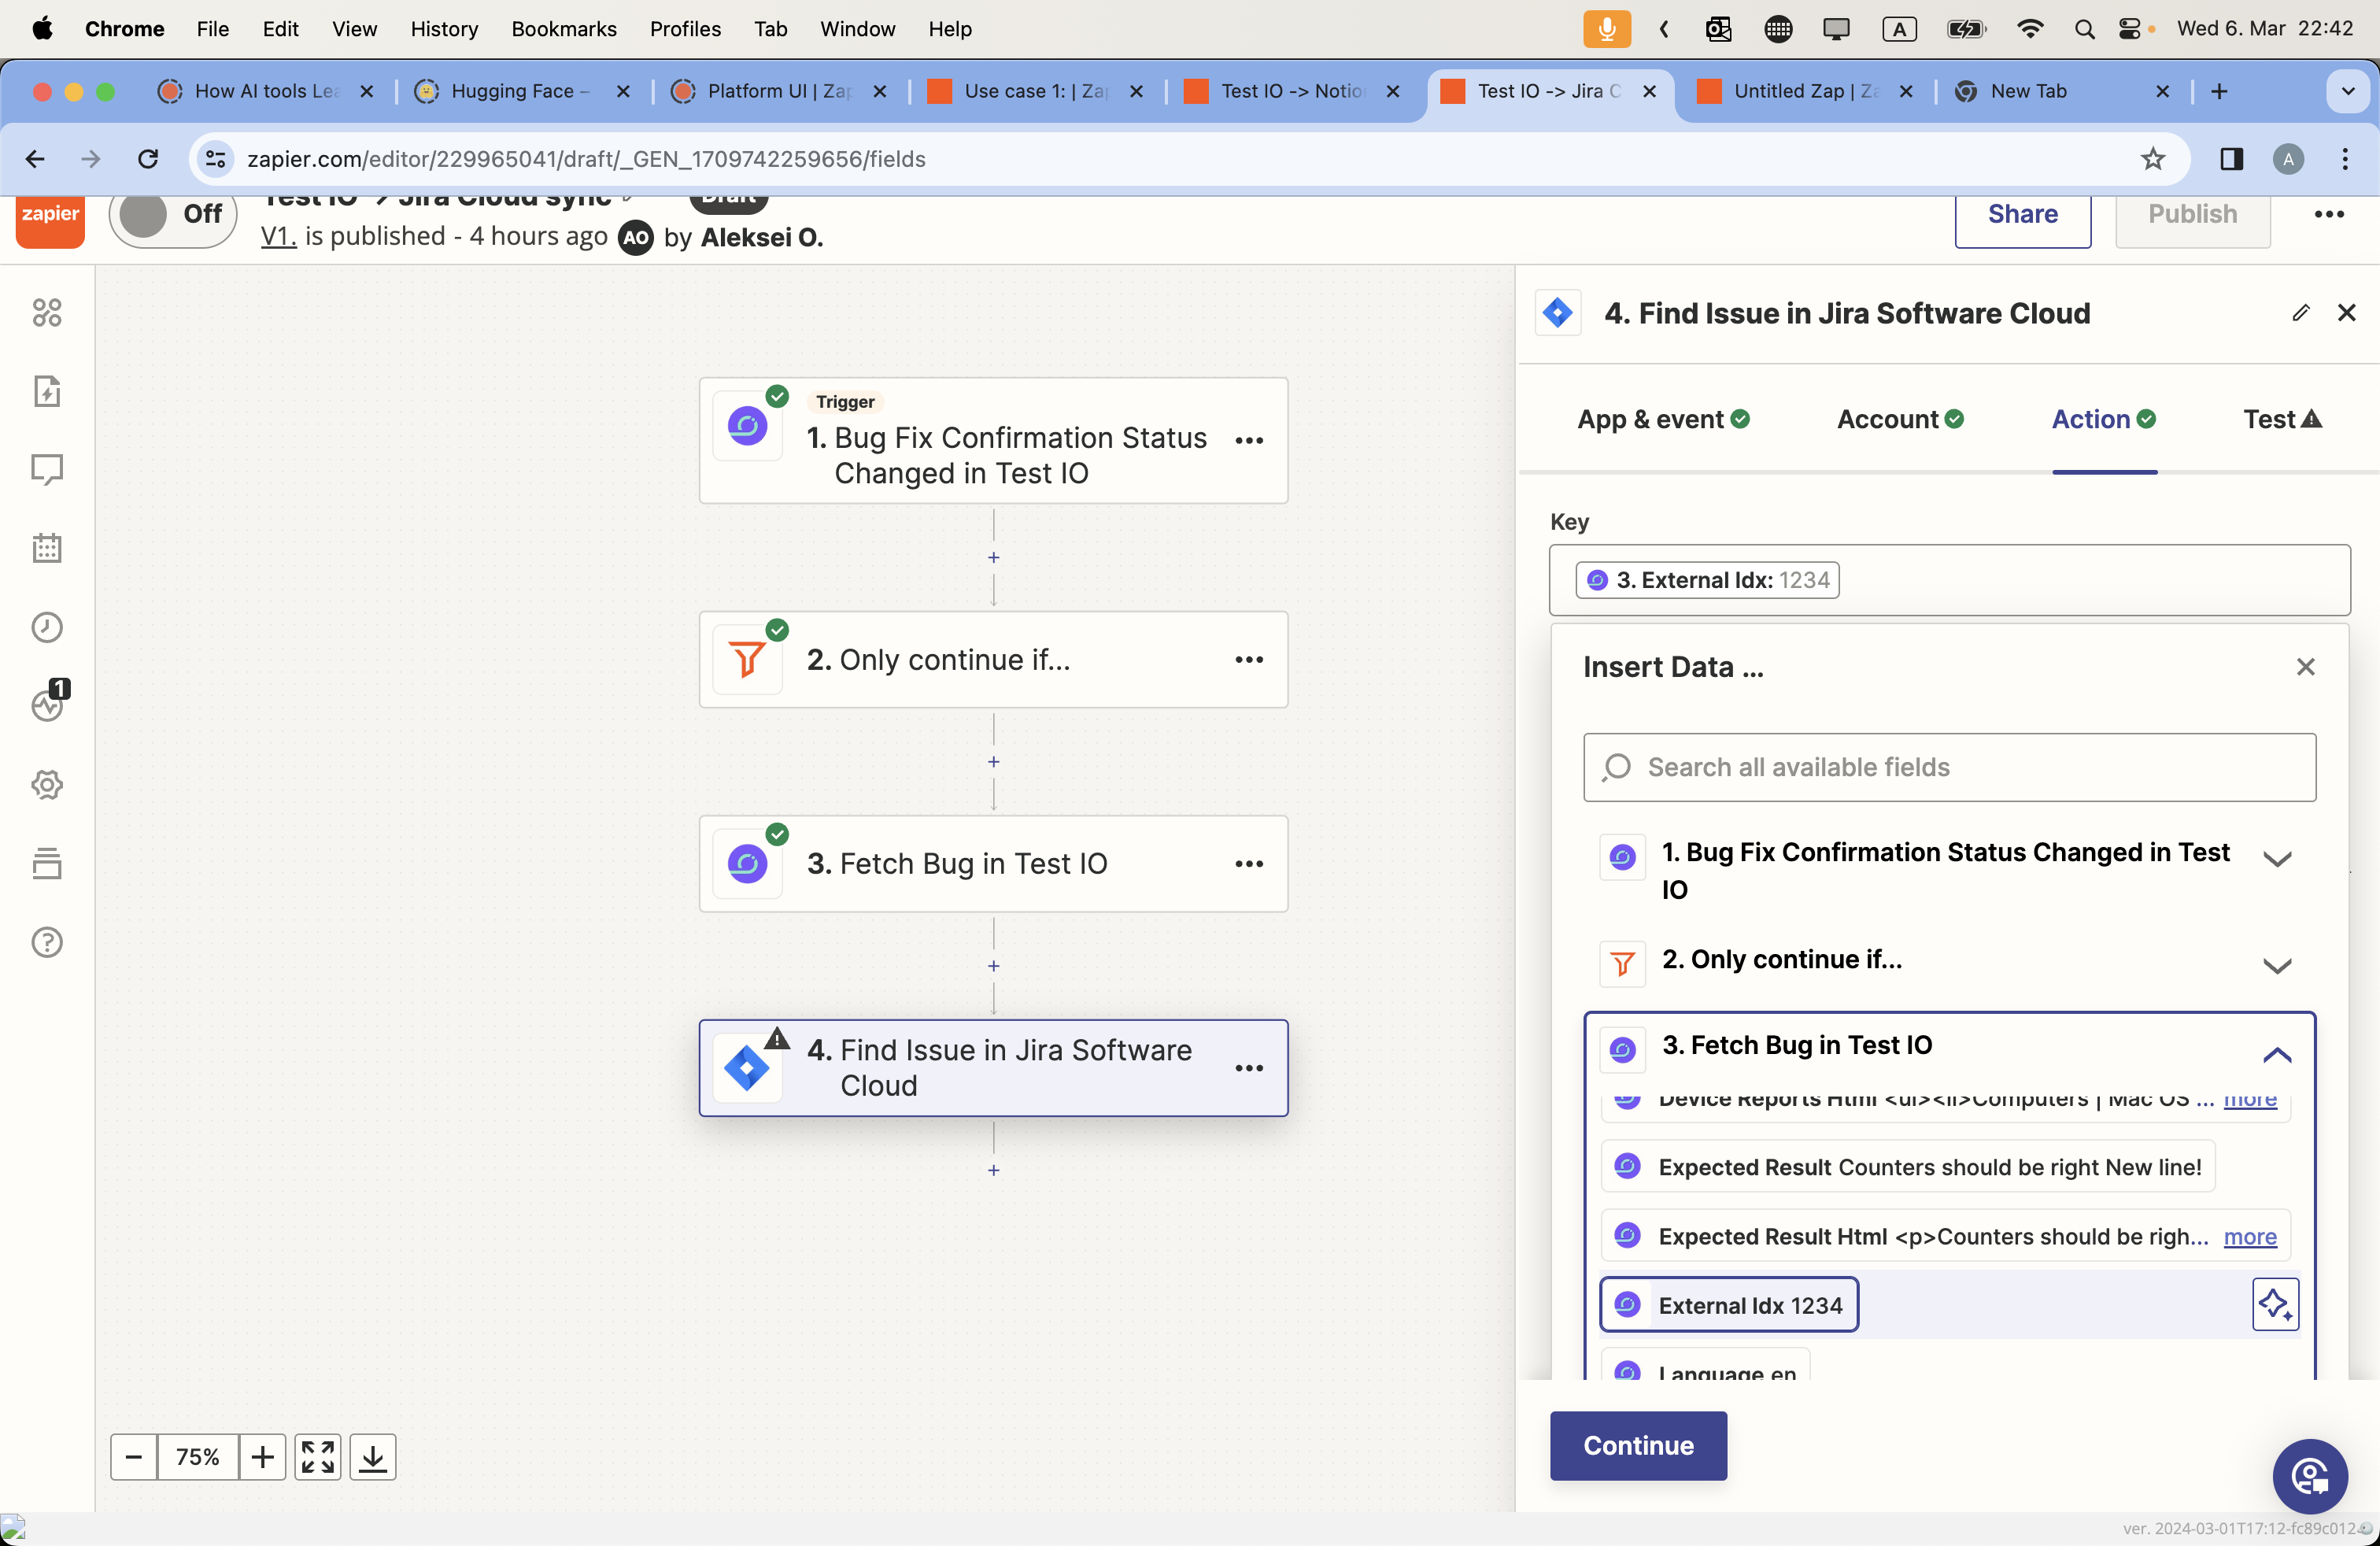 Chrome File Edit View History Bookmarks Profiles Tab Window Help A Wed 6. Mar 22:42
How AI tools Lea Hugging Face – Platform UI | Zap Use case 1: | Zap Test IO -> Notio Test IO -> Jira C Untitled Zap | Za New Tab
zapier.com/editor/229965041/draft/_GEN_1709742259656/fields A
zapier Off Test IO -> Jira Cloud sync Draft Share Publish
V1. is published - 4 hours ago AO by Aleksei O.
4. Find Issue in Jira Software Cloud
App & event Account Action Test
Trigger
1. Bug Fix Confirmation Status
Changed in Test IO
2. Only continue if...
1
3. Fetch Bug in Test IO
4. Find Issue in Jira Software
Cloud
75%
Key
3. External Idx: 1234
Insert Data ...
Search all available fields
1. Bug Fix Confirmation Status Changed in Test
IO
2. Only continue if...
3. Fetch Bug in Test IO
Device Reports Html <ul><li>Computers | Mac OS ... more
Expected Result Counters should be right New line!
Expected Result Html <p>Counters should be righ... more
External Idx 1234
Language en
Continue
ver. 2024-03-01T17:12-fc89c012